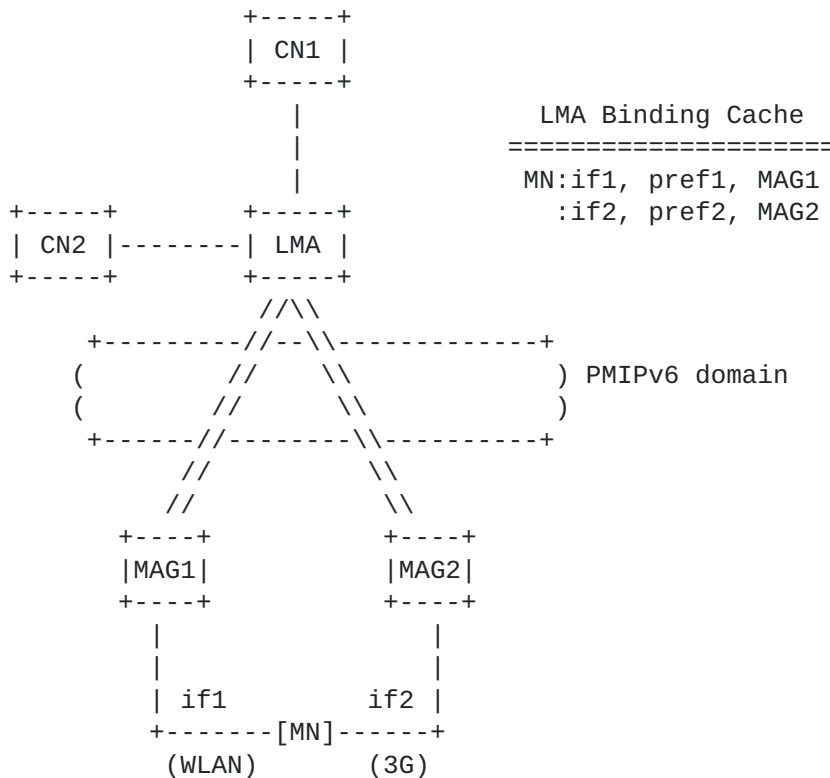 CN1
LMA Binding Cache
MN:if1, pref1, MAG1
:if2, pref2, MAG2
CN2 LMA
PMIPv6 domain
MAG1 MAG2
if1 if2
[MN]
(WLAN) (3G)